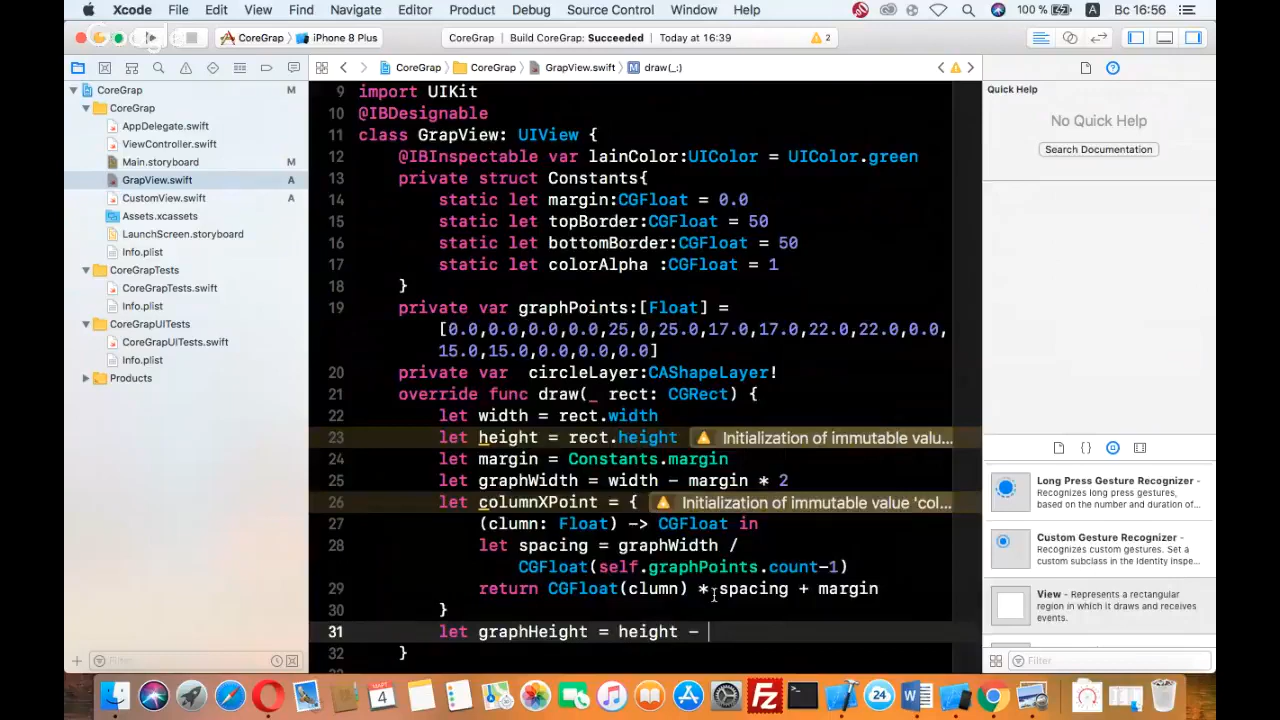 Xcode File Edit View Find Navigate Editor Product Debug Source Control Window Help 100 % A Вс 16:56
CoreGrap iPhone 8 Plus CoreGrap Build CoreGrap: Succeeded Today at 16:39 2
CoreGrap CoreGrap GrapView.swift M draw(_:)
CoreGrap M
CoreGrap
AppDelegate.swift
ViewController.swift
Main.storyboard M
GrapView.swift A
CustomView.swift A
Assets.xcassets
LaunchScreen.storyboard
Info.plist
CoreGrapTests
CoreGrapTests.swift
Info.plist
CoreGrapUITests
CoreGrapUITests.swift
Info.plist
Products
Filter
9 import UIKit
10 @IBDesignable
11 class GrapView: UIView {
12 @IBInspectable var lainColor:UIColor = UIColor.green
13 private struct Constants{
14 static let margin:CGFloat = 0.0
15 static let topBorder:CGFloat = 50
16 static let bottomBorder:CGFloat = 50
17 static let colorAlpha :CGFloat = 1
18 }
19 private var graphPoints:[Float] =
[0.0,0.0,0.0,0.0,25,0,25.0,17.0,17.0,22.0,22.0,0.0,
15.0,15.0,0.0,0.0,0.0]
20 private var circleLayer:CAShapeLayer!
21 override func draw(_ rect: CGRect) {
22 let width = rect.width
23 let height = rect.height Initialization of immutable valu...
24 let margin = Constants.margin
25 let graphWidth = width - margin * 2
26 let columnXPoint = { Initialization of immutable value 'col...
27 (clumn: Float) -> CGFloat in
28 let spacing = graphWidth /
CGFloat(self.graphPoints.count-1)
29 return CGFloat(clumn) * spacing + margin
30 }
31 let graphHeight = height -
32 }
Quick Help
No Quick Help
Search Documentation
Long Press Gesture Recognizer -
Recognizes long press gestures,
based on the number and duration of...
Custom Gesture Recognizer -
Recognizes custom gestures. Set a
custom subclass in the identity inspe...
View - Represents a rectangular
region in which it draws and receives
events.
Filter
МАРТ
4
24